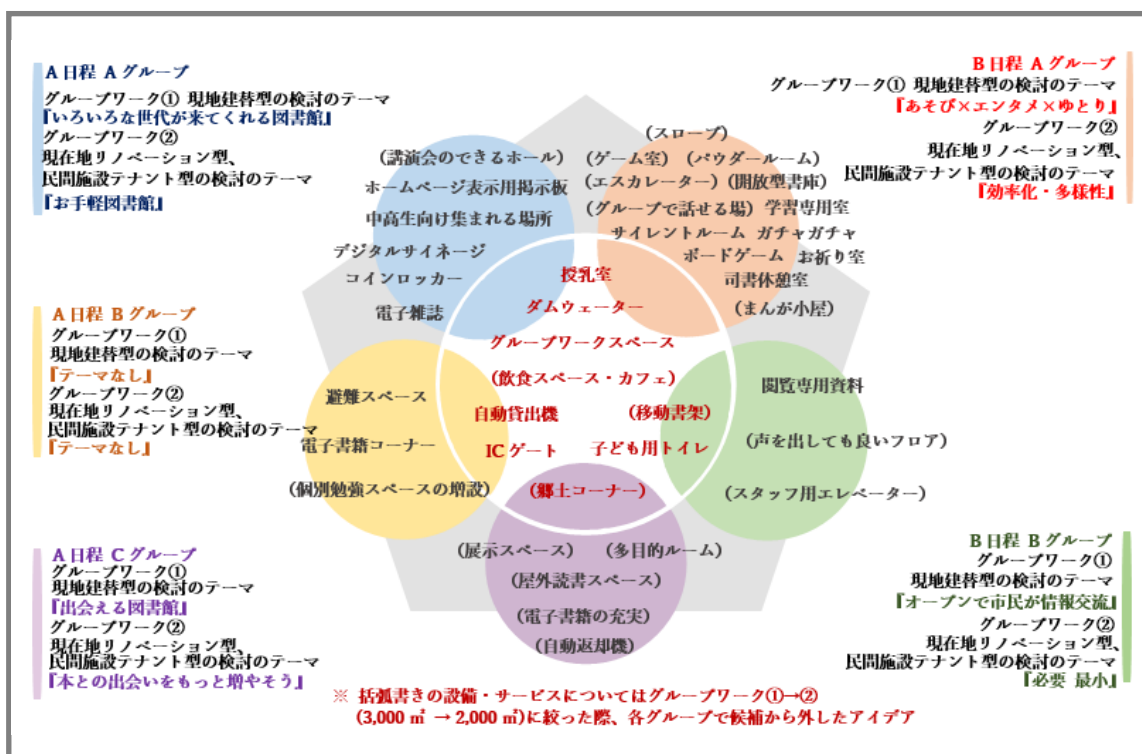 A日程 Aグループ
グループワーク① 現地建替型の検討のテーマ
『いろいろな世代が来てくれる図書館』
グループワーク②
現在地リノベーション型、
民間施設テナント型の検討のテーマ
『お手軽図書館』
B日程 Aグループ
グループワーク① 現地建替型の検討のテーマ
『あそび×エンタメ×ゆとり』
グループワーク②
現在地リノベーション型、
民間施設テナント型の検討のテーマ
『効率化・多様性』
(講演会のできるホール)
ホームページ表示用掲示板
中高生向け集まれる場所
デジタルサイネージ
コインロッカー
電子雑誌
(スロープ)
(ゲーム室) (パウダールーム)
(エスカレーター) (開放型書庫)
(グループで話せる場) 学習専用室
サイレントルーム ガチャガチャ
ボードゲーム お祈り室
司書休憩室
(まんが小屋)
授乳室
ダムウェーター
グループワークスペース
(飲食スペース・カフェ)
自動貸出機 (移動書架)
ICゲート 子ども用トイレ
(郷土コーナー)
A日程 Bグループ
グループワーク①
現地建替型の検討のテーマ
『テーマなし』
グループワーク②
現在地リノベーション型、
民間施設テナント型の検討のテーマ
『テーマなし』
避難スペース
電子書籍コーナー
(個別勉強スペースの増設)
閲覧専用資料
(声を出しても良いフロア)
(スタッフ用エレベーター)
A日程 Cグループ
グループワーク①
現地建替型の検討のテーマ
『出会える図書館』
グループワーク②
現在地リノベーション型、
民間施設テナント型の検討のテーマ
『本との出会いをもっと増やそう』
(展示スペース) (多目的ルーム)
(屋外読書スペース)
(電子書籍の充実)
(自動返却機)
B日程 Bグループ
グループワーク①
現地建替型の検討のテーマ
『オープンで市民が情報交流』
グループワーク②
現在地リノベーション型、
民間施設テナント型の検討のテーマ
『必要 最小』
※ 括弧書きの設備・サービスについてはグループワーク①→②
(3,000㎡ → 2,000㎡)に絞った際、各グループで候補から外したアイデア